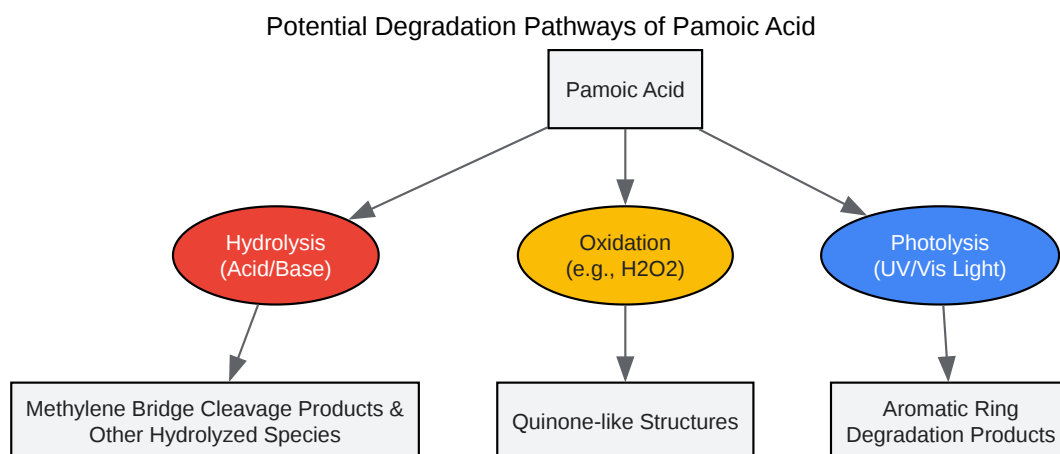 Potential Degradation Pathways of Pamoic Acid
Pamoic Acid
Hydrolysis
(Acid/Base)
Oxidation
(e.g., H2O2)
Photolysis
(UV/Vis Light)
Methylene Bridge Cleavage Products &
Other Hydrolyzed Species
Quinone-like Structures
Aromatic Ring
Degradation Products